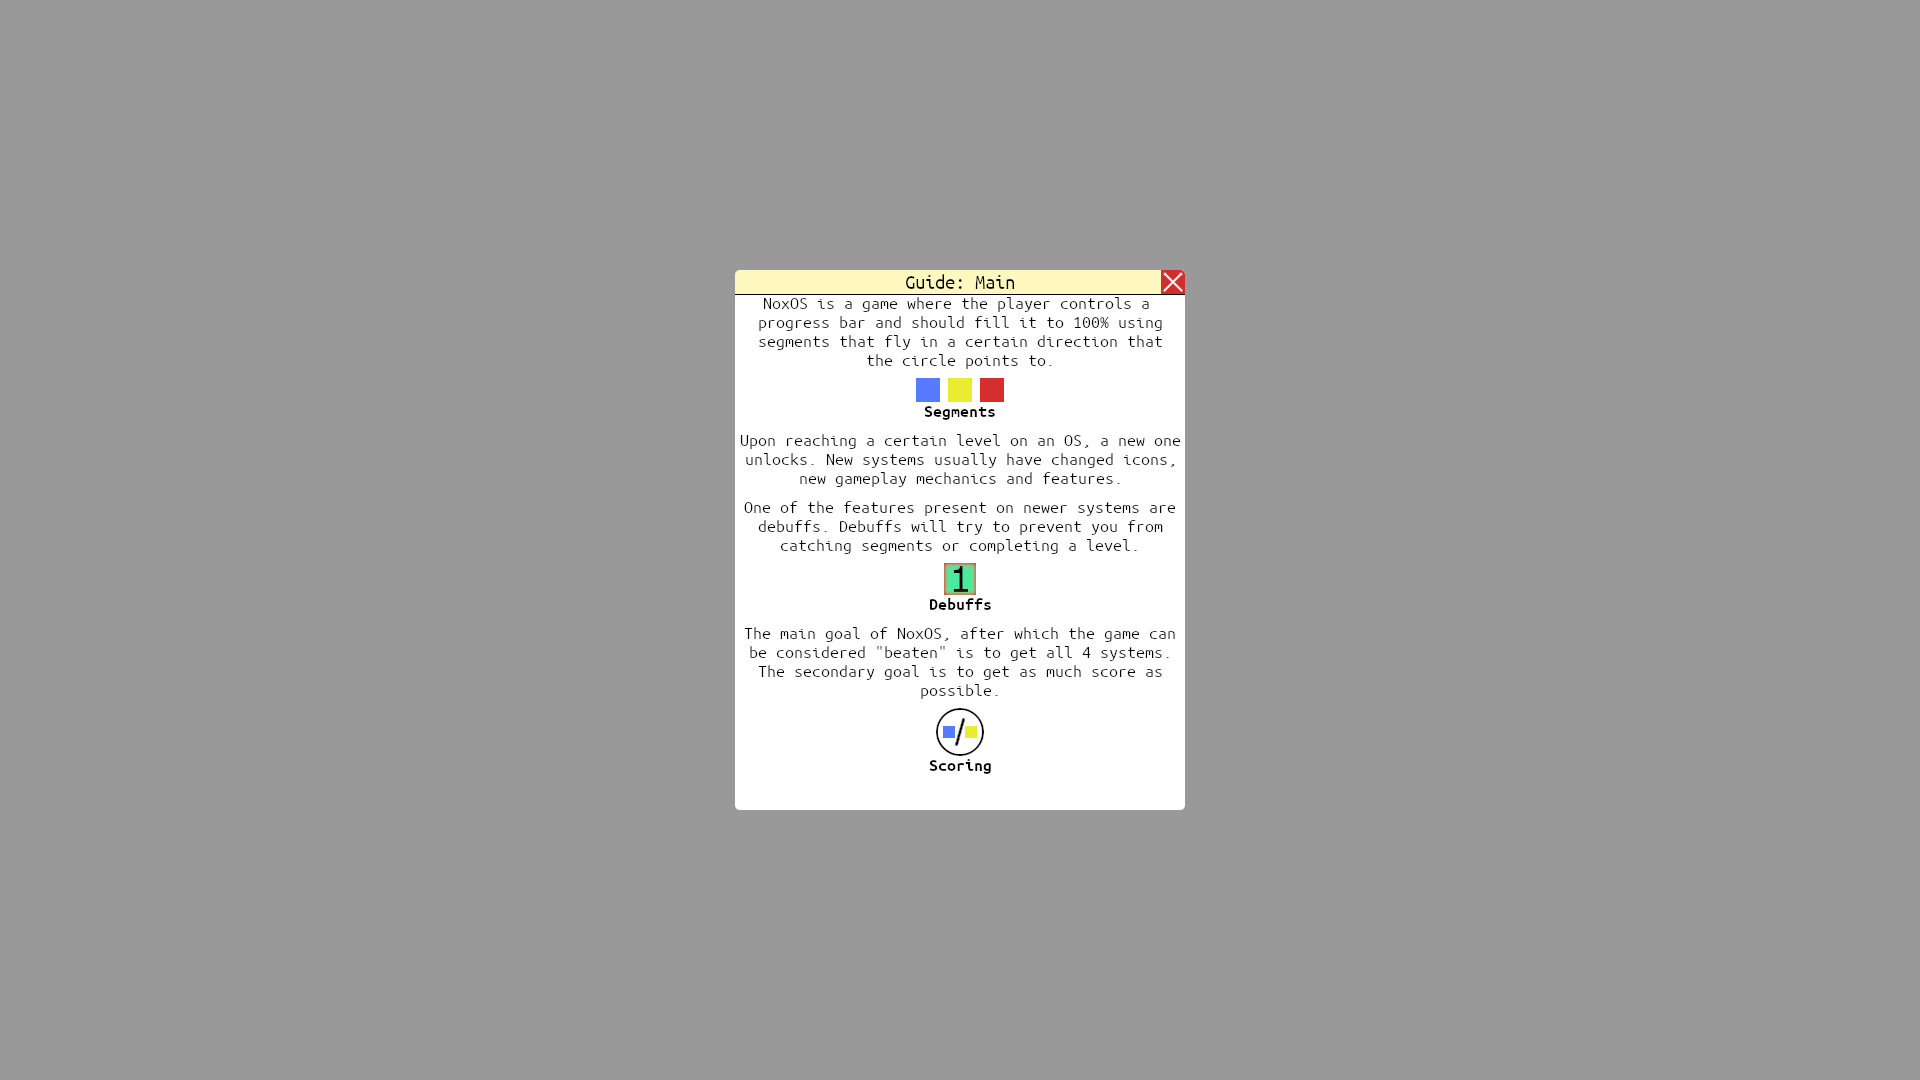 Guide: Main
NoxOS is a game where the player controls a
progress bar and should fill it to 100% using
segments that fly in a certain direction that
the circle points to.
Segments
Upon reaching a certain level on an OS, a new one
unlocks. New systems usually have changed icons,
new gameplay mechanics and features.
One of the features present on newer systems are
debuffs. Debuffs will try to prevent you from
catching segments or completing a level.
1
Debuffs
The main goal of NoxOS, after which the game can
be considered "beaten" is to get all 4 systems.
The secondary goal is to get as much score as
possible.
/
Scoring